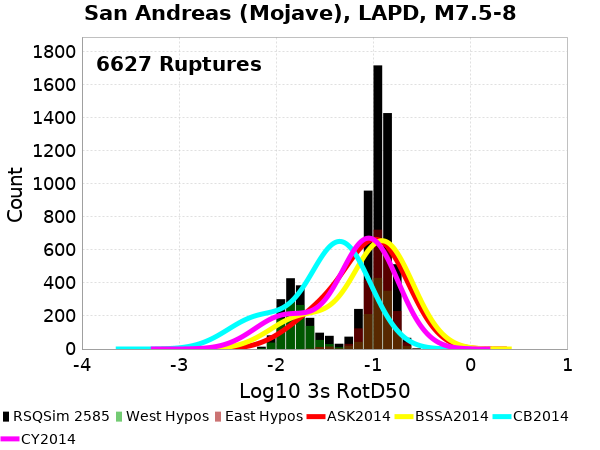 San Andreas (Mojave), LAPD, M7.5-8
6627 Ruptures
Count
1800
1600
1400
1200
1000
800
600
400
200
0
-4 -3 -2 -1 0 1
Log10 3s RotD50
RSQSim 2585 West Hypos East Hypos ASK2014 BSSA2014 CB2014
CY2014